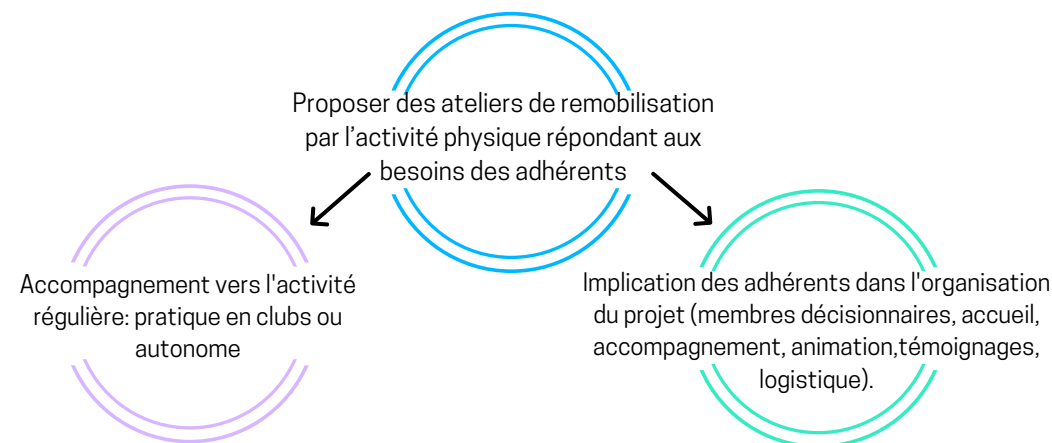 Proposer des ateliers de remobilisation
par l'activité physique répondant aux
besoins des adhérents
Accompagnement vers l'activité
régulière: pratique en clubs ou
autonome
Implication des adhérents dans l'organisation
du projet (membres décisionnaires, accueil,
accompagnement, animation,témoignages,
logistique).